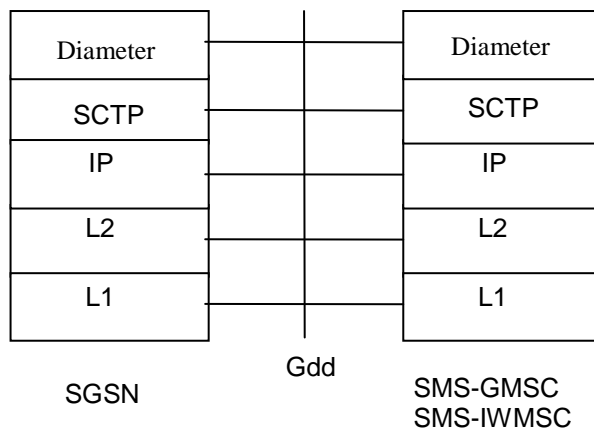 Diameter
SCTP
IP
L2
L1
SGSN
Gdd
Diameter
SCTP
IP
L2
L1
SMS-GMSC
SMS-IWMSC